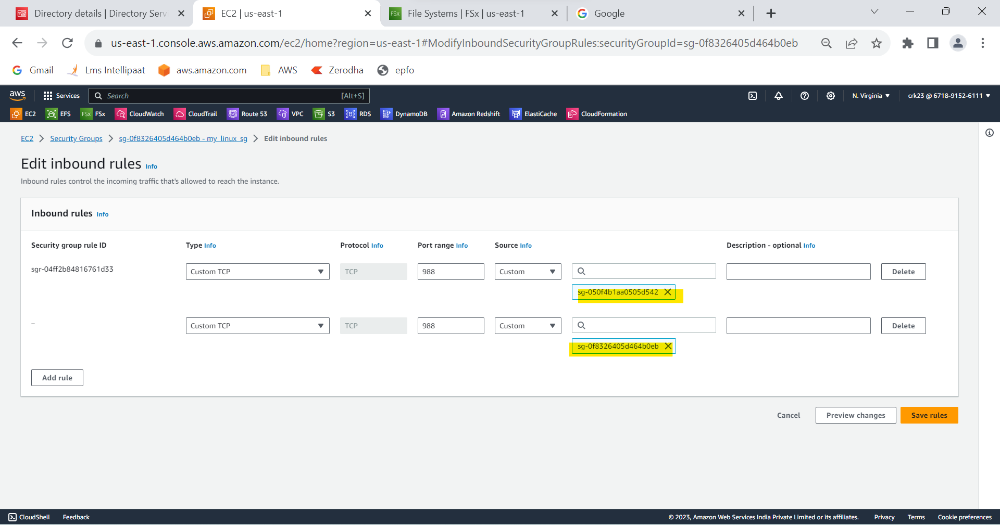 Directory details | Directory Serv
EC2 | us-east-1
File Systems | FSx | us-east-1
Google
us-east-1.console.aws.amazon.com/ec2/home?region=us-east-1#ModifyInboundSecurityGroupRules:securityGroupId=sg-0f8326405d464b0eb
Gmail Lms Intellipaat aws.amazon.com AWS Zerodha epfo
aws Services Search [Alt+S] N. Virginia crk23 @ 6718-9152-6111
EC2 EFS FSx FSx CloudWatch CloudTrail Route 53 VPC S3 RDS DynamoDB Amazon Redshift ElastiCache CloudFormation
EC2 > Security Groups > sg-0f8326405d464b0eb - my_linux_sg > Edit inbound rules
Edit inbound rules Info
Inbound rules control the incoming traffic that's allowed to reach the instance.
Inbound rules Info
Security group rule ID Type Info Protocol Info Port range Info Source Info Description - optional Info
sgr-04ff2b84816761d33 Custom TCP TCP 988 Custom Delete
sg-050f4b1aa0505d542
– Custom TCP TCP 988 Custom Delete
sg-0f8326405d464b0eb
Add rule
Cancel Preview changes Save rules
CloudShell Feedback © 2023, Amazon Web Services India Private Limited or its affiliates. Privacy Terms Cookie preferences